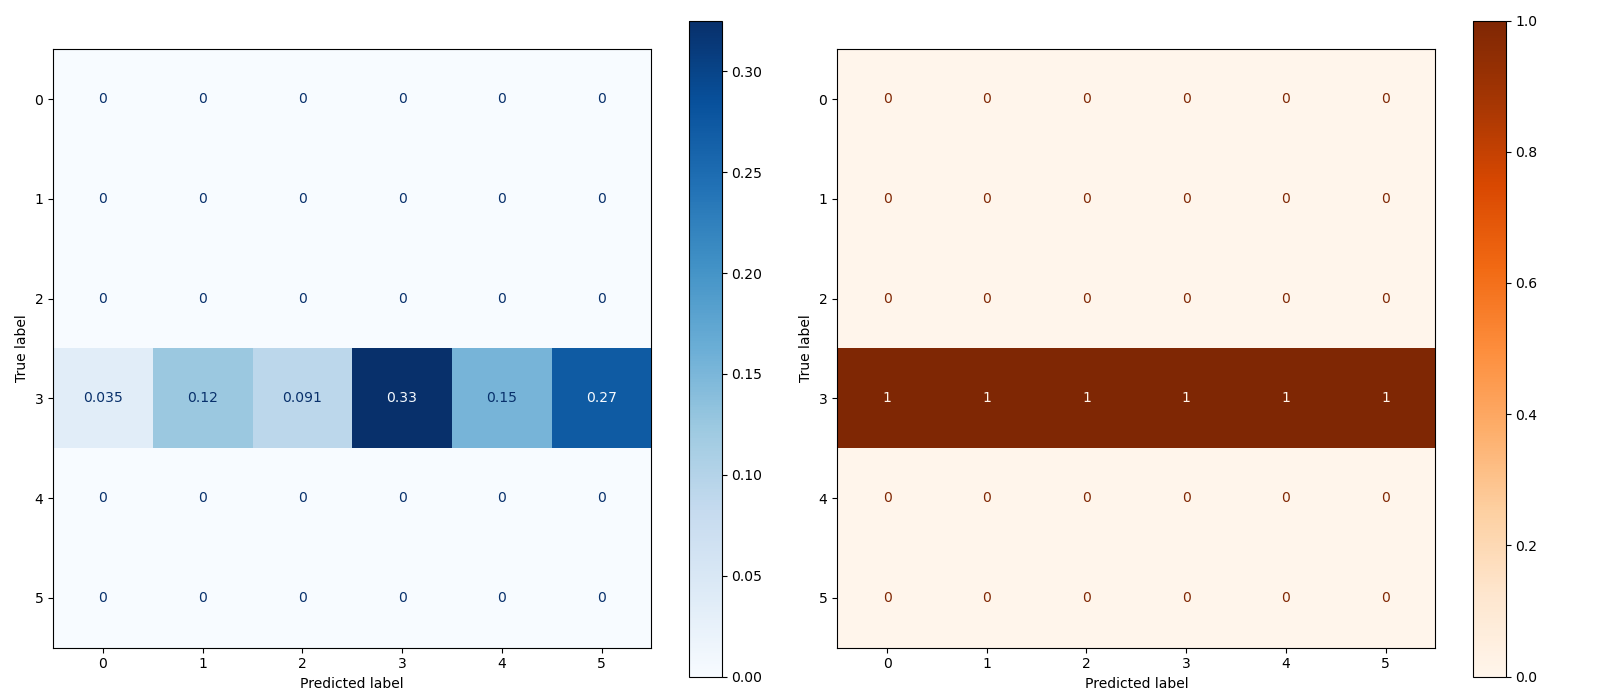 1.0
0.30
0 0 0 0 0 0 0
0 0 0 0 0 0 0
0.8
0.25
1 0 0 0 0 0 0
1 0 0 0 0 0 0
0.20
0.6
2 0 0 0 0 0 0
2 0 0 0 0 0 0
True label
True label
0.15
3 0.035 0.12 0.091 0.33 0.15 0.27
3 1 1 1 1 1 1
0.4
0.10
4 0 0 0 0 0 0
4 0 0 0 0 0 0
0.2
0.05
5 0 0 0 0 0 0
5 0 0 0 0 0 0
0 1 2 3 4 5
0 1 2 3 4 5
0.00
0.0
Predicted label
Predicted label